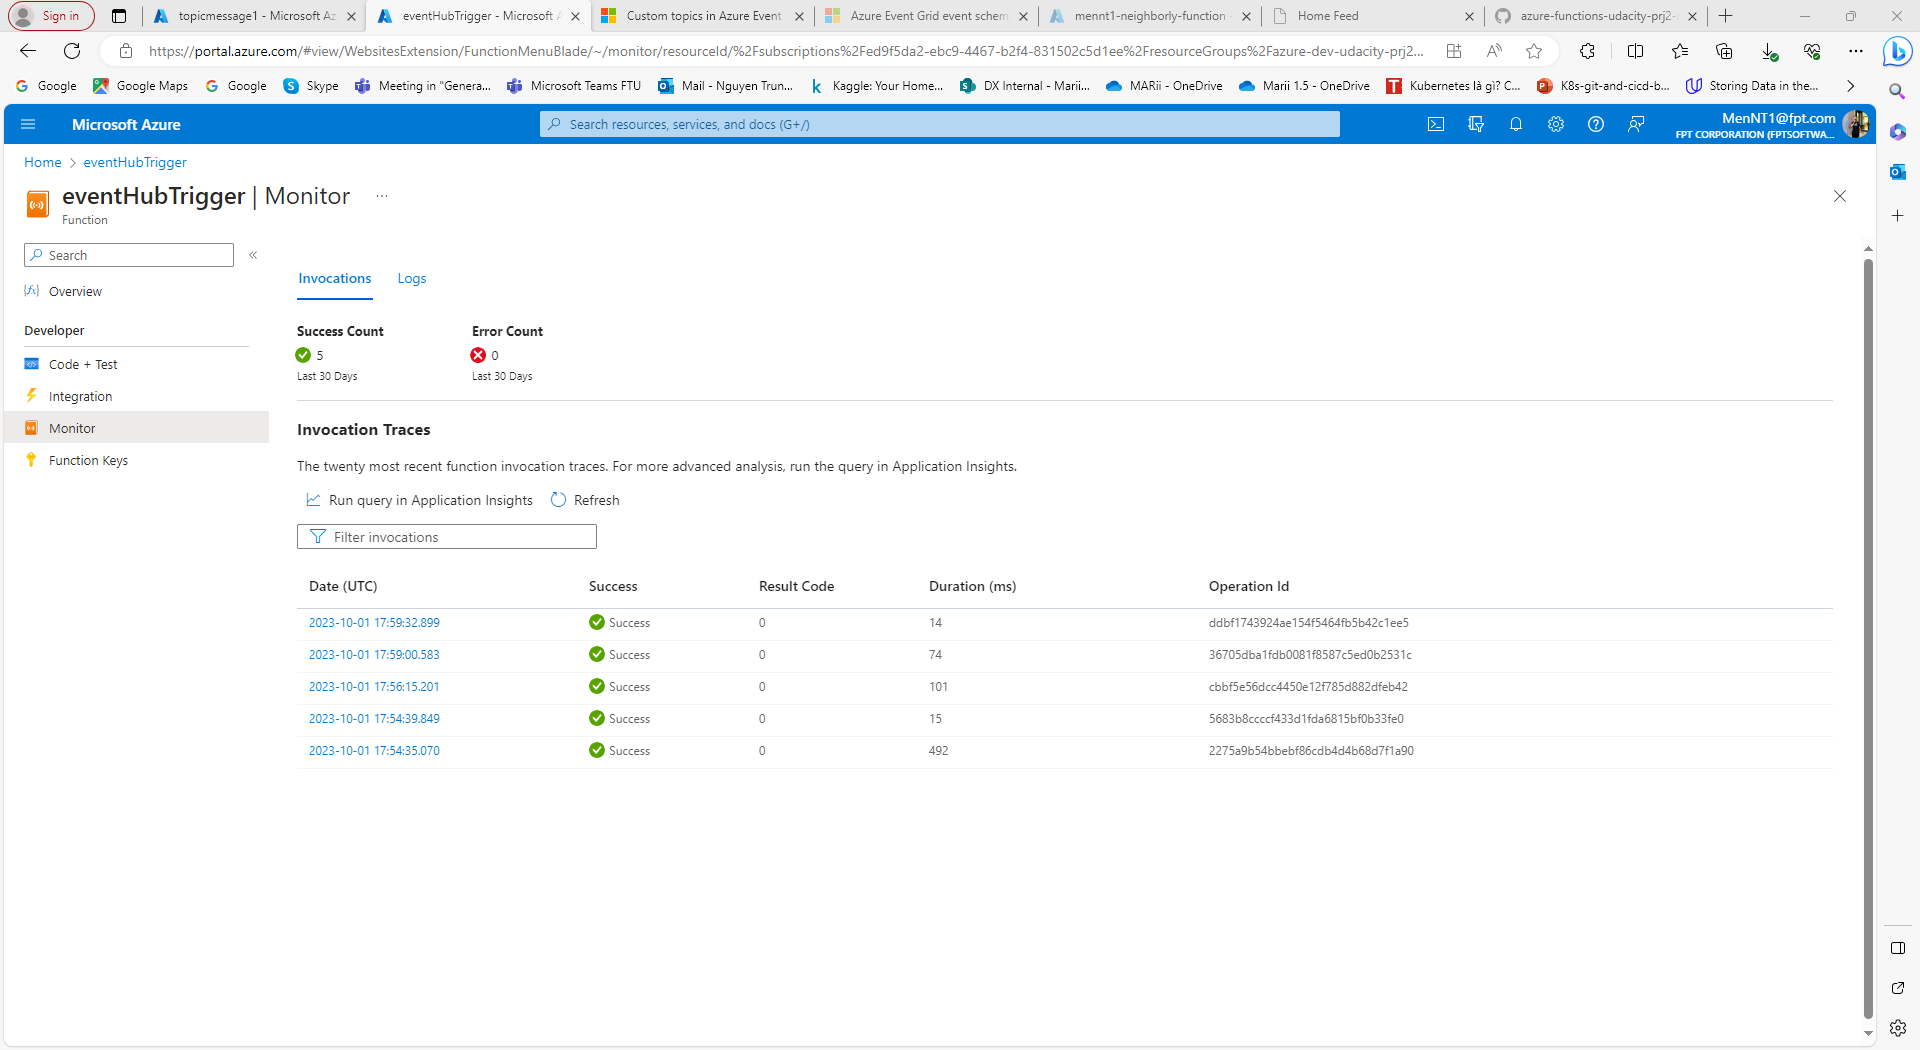 Sign in
topicmessage1 - Microsoft Az
eventHubTrigger - Microsoft A
Custom topics in Azure Event
Azure Event Grid event schem
mennt1-neighborly-function -
Home Feed
azure-functions-udacity-prj2-
https://portal.azure.com/#view/WebsitesExtension/FunctionMenuBlade/~/monitor/resourceId/%2Fsubscriptions%2Fed9f5da2-ebc9-4467-b2f4-831502c5d1ee%2FresourceGroups%2Fazure-dev-udacity-prj2...
Google
Google Maps
Google
Skype
Meeting in "Genera...
Microsoft Teams FTU
Mail - Nguyen Trun...
Kaggle: Your Home...
DX Internal - Marii...
MARii - OneDrive
Marii 1.5 - OneDrive
Kubernetes là gì? C...
K8s-git-and-cicd-b...
Storing Data in the...
Microsoft Azure
Search resources, services, and docs (G+/)
MenNT1@fpt.com
FPT CORPORATION (FPTSOFTWA...
Home > eventHubTrigger
eventHubTrigger | Monitor ...
Function
Search
«
Overview
Developer
Code + Test
Integration
Monitor
Function Keys
Invocations Logs
Success Count Error Count
5 0
Last 30 Days Last 30 Days
Invocation Traces
The twenty most recent function invocation traces. For more advanced analysis, run the query in Application Insights.
Run query in Application Insights Refresh
Filter invocations
Date (UTC) Success Result Code Duration (ms) Operation Id
2023-10-01 17:59:32.899 Success 0 14 ddbf1743924ae154f5464fb5b42c1ee5
2023-10-01 17:59:00.583 Success 0 74 36705dba1fdb0081f8587c5ed0b2531c
2023-10-01 17:56:15.201 Success 0 101 cbbf5e56dcc4450e12f785d882dfeb42
2023-10-01 17:54:39.849 Success 0 15 5683b8ccccf433d1fda6815bf0b33fe0
2023-10-01 17:54:35.070 Success 0 492 2275a9b54bbebf86cdb4d4b68d7f1a90